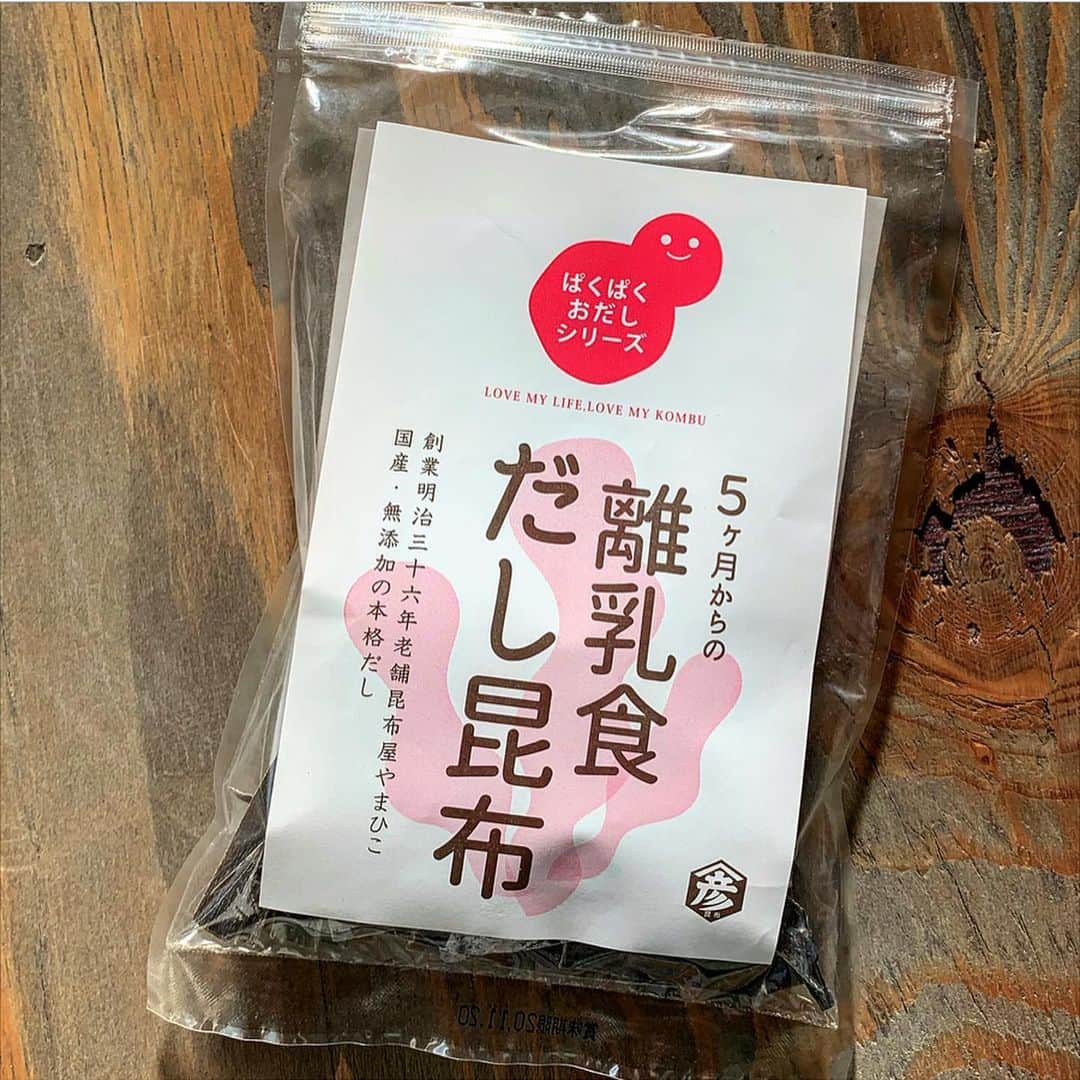 ぱくぱく
おだし
シリーズ
LOVE MY LIFE,LOVE MY KOMBU
5ヶ月からの
離乳食
だし昆布
創業明治三十六年老舗昆布屋やまひこ
国産・無添加の本格だし
彦
昆布
賞味期限20.11.20